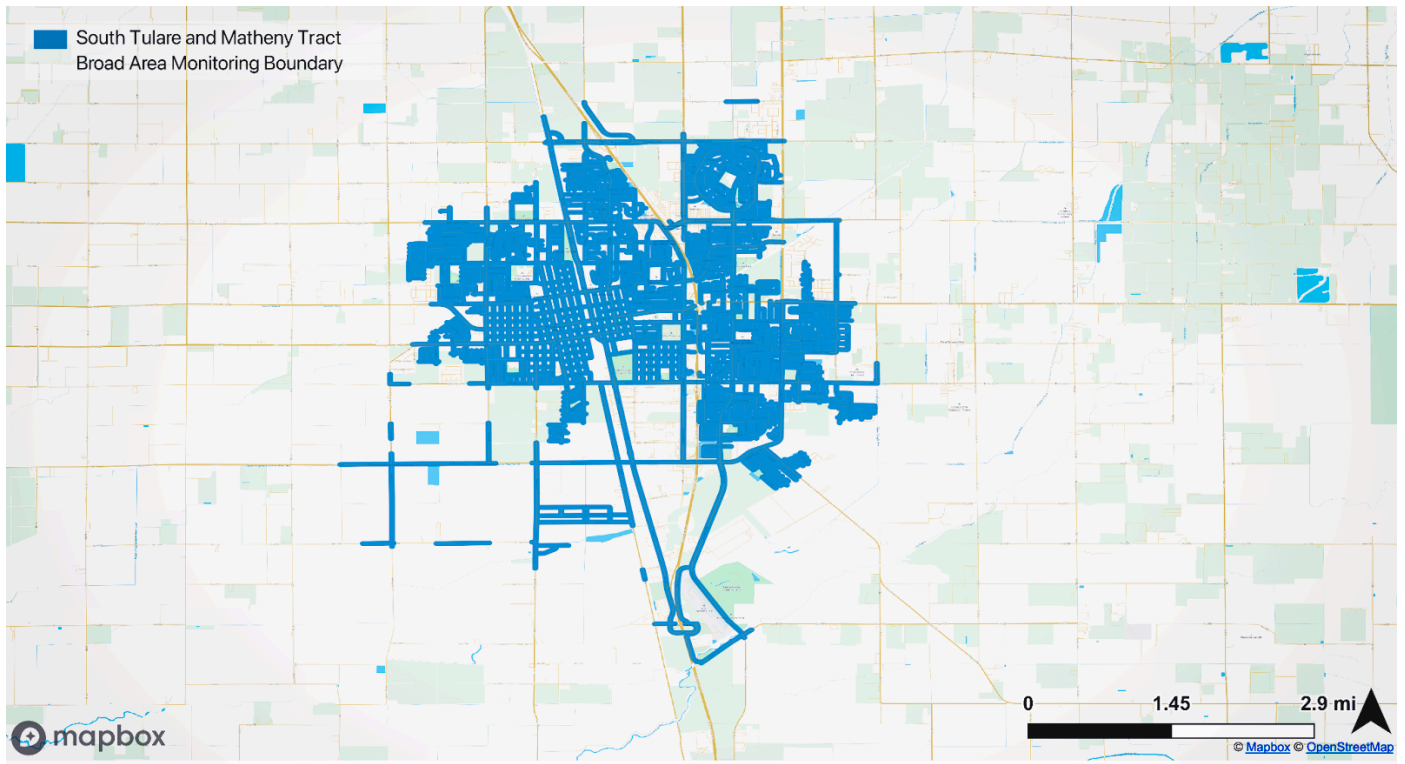 South Tulare and Matheny Tract
Broad Area Monitoring Boundary
0 1.45 2.9 mi
mapbox
© Mapbox © OpenStreetMap